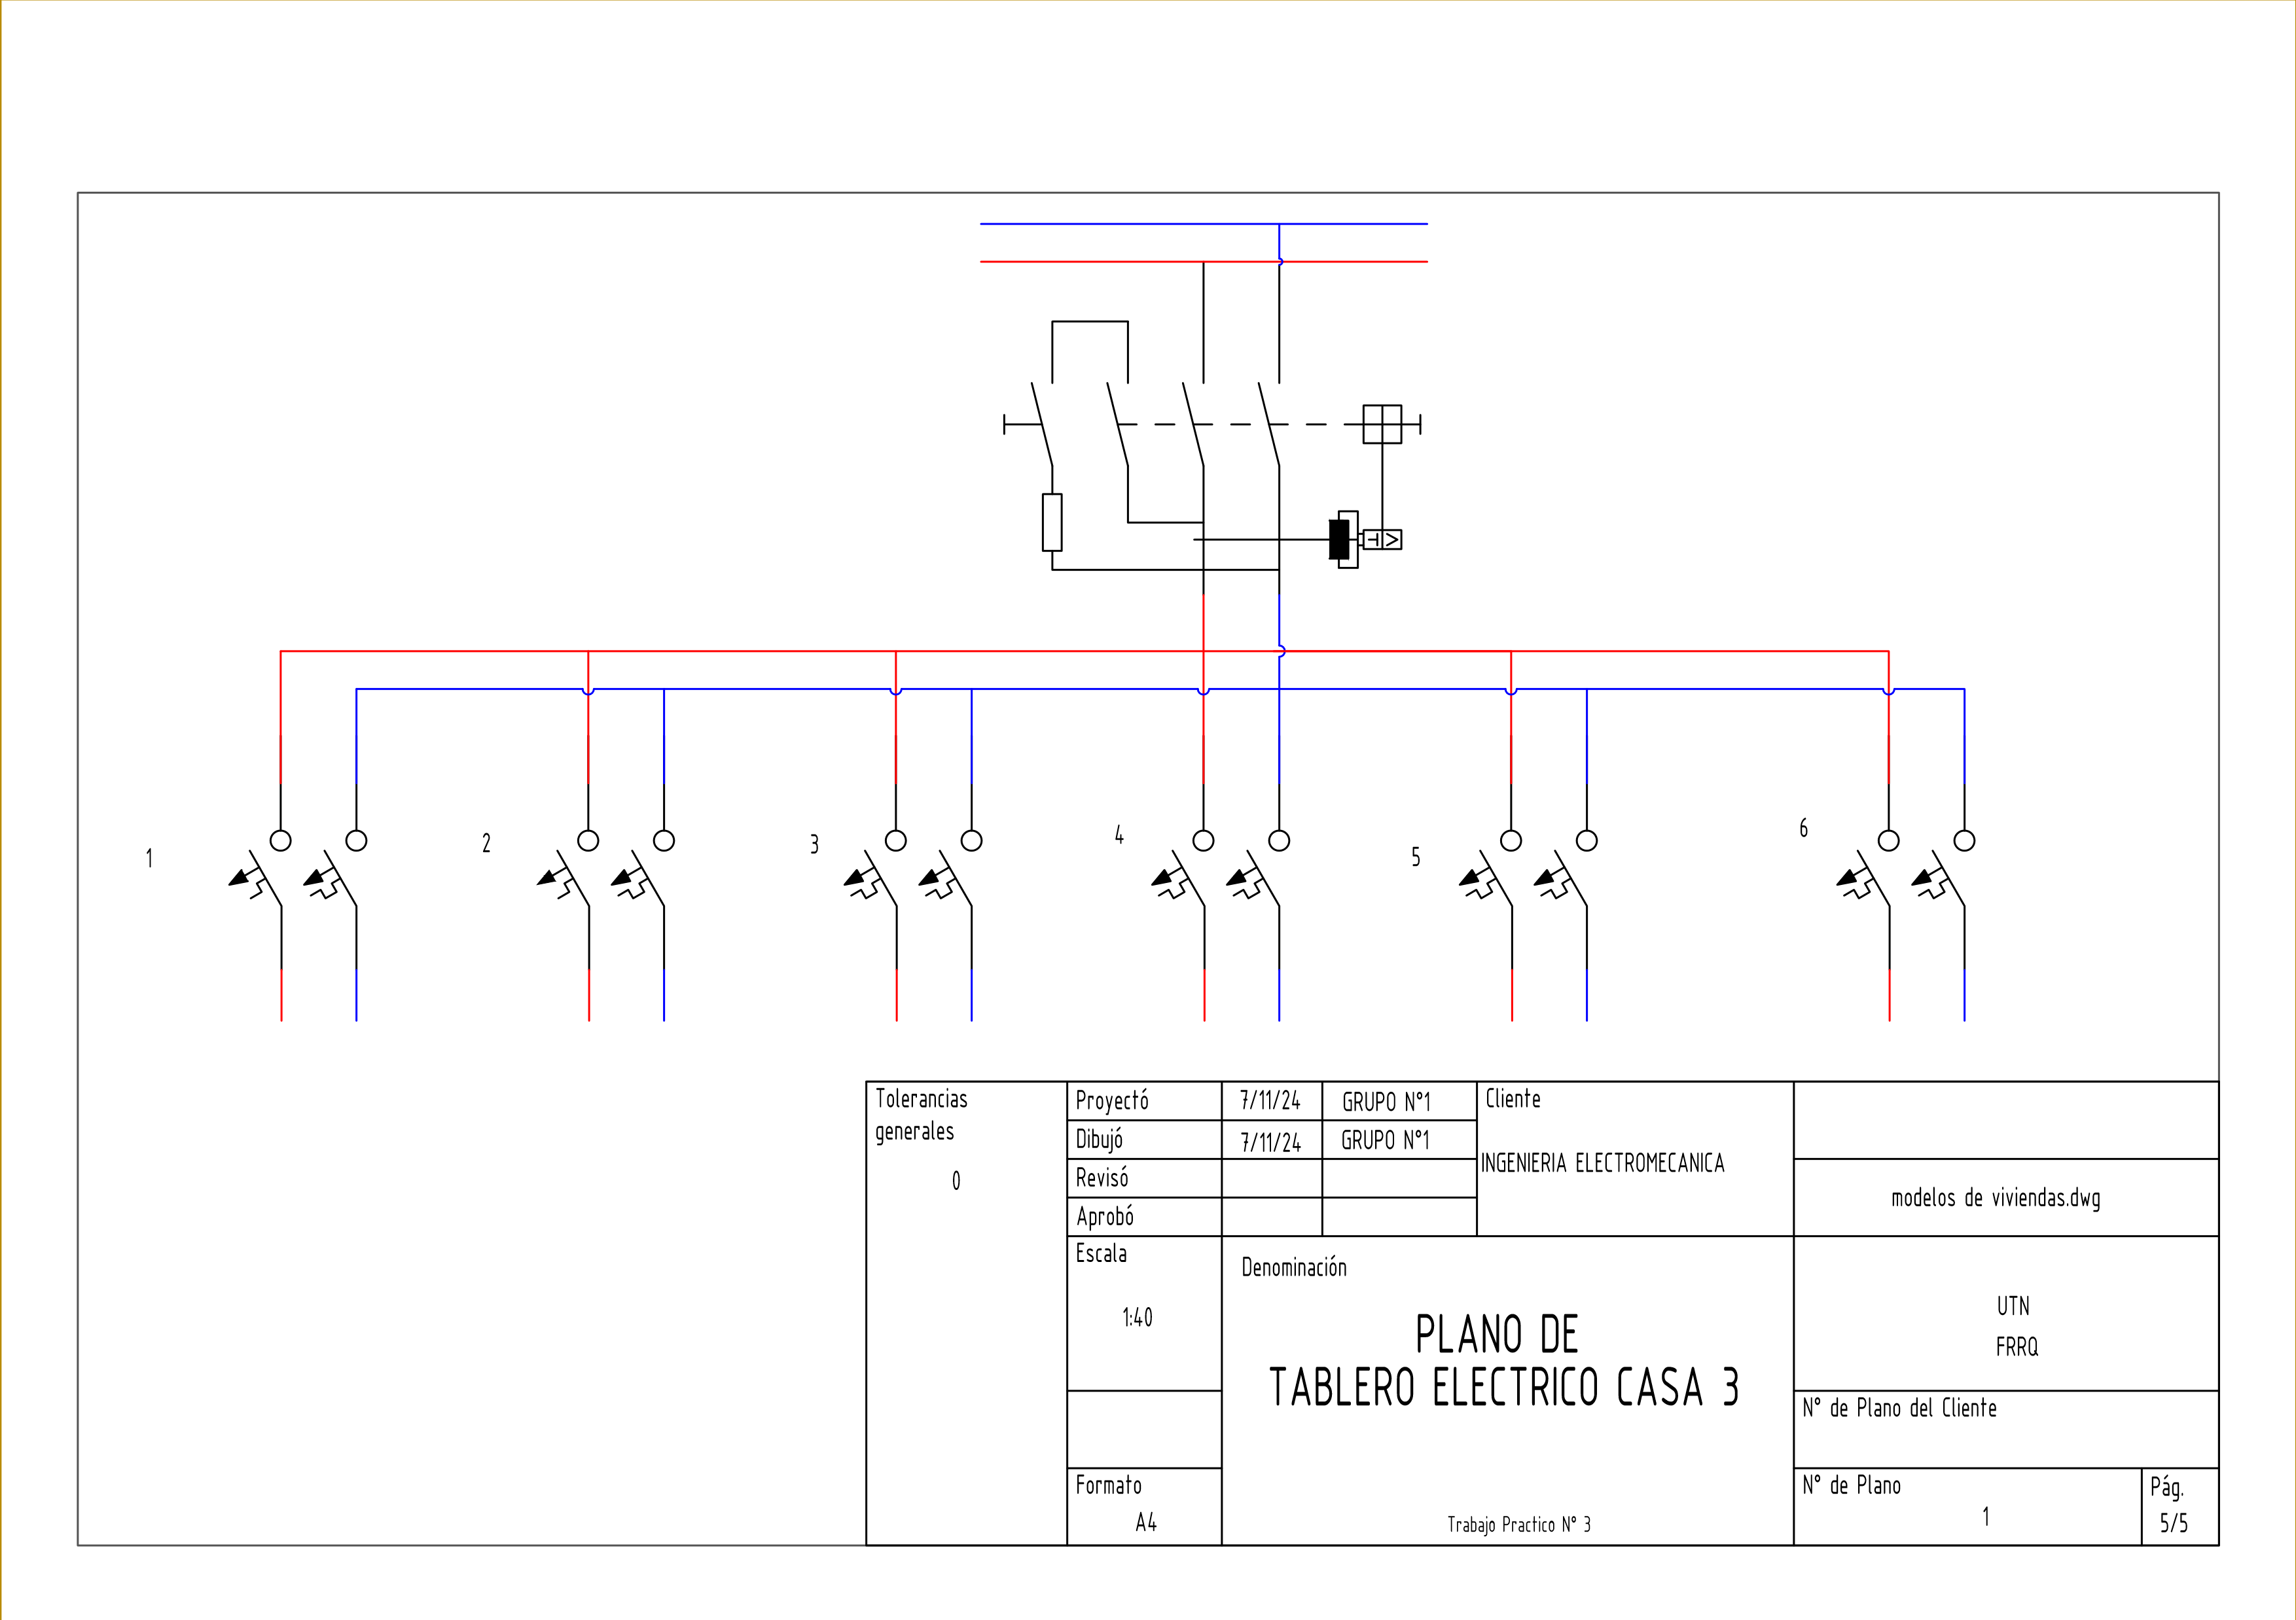 1
2
3
4
5
6
Tolerancias
generales
0
Proyectó 7/11/24 GRUPO N°1
Dibujó 7/11/24 GRUPO N°1
Revisó
Aprobó
Cliente
INGENIERIA ELECTROMECANICA
modelos de viviendas.dwg
Escala
1:40
Denominación
PLANO DE
TABLERO ELECTRICO CASA 3
Trabajo Practico N° 3
UTN
FRRQ
N° de Plano del Cliente
Formato
A4
N° de Plano
1
Pág.
5/5